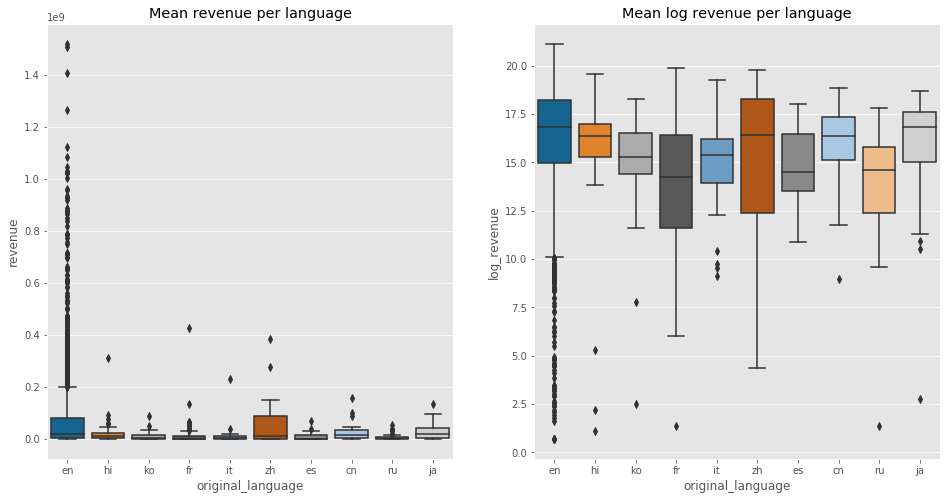 Mean revenue per language
1e9
1.4
1.2
1.0
0.8
0.6
0.4
0.2
0.0
revenue
en hi ko fr it zh es cn ru ja
original_language
Mean log revenue per language
20.0
17.5
15.0
12.5
10.0
7.5
5.0
2.5
0.0
log_revenue
en hi ko fr it zh es cn ru ja
original_language